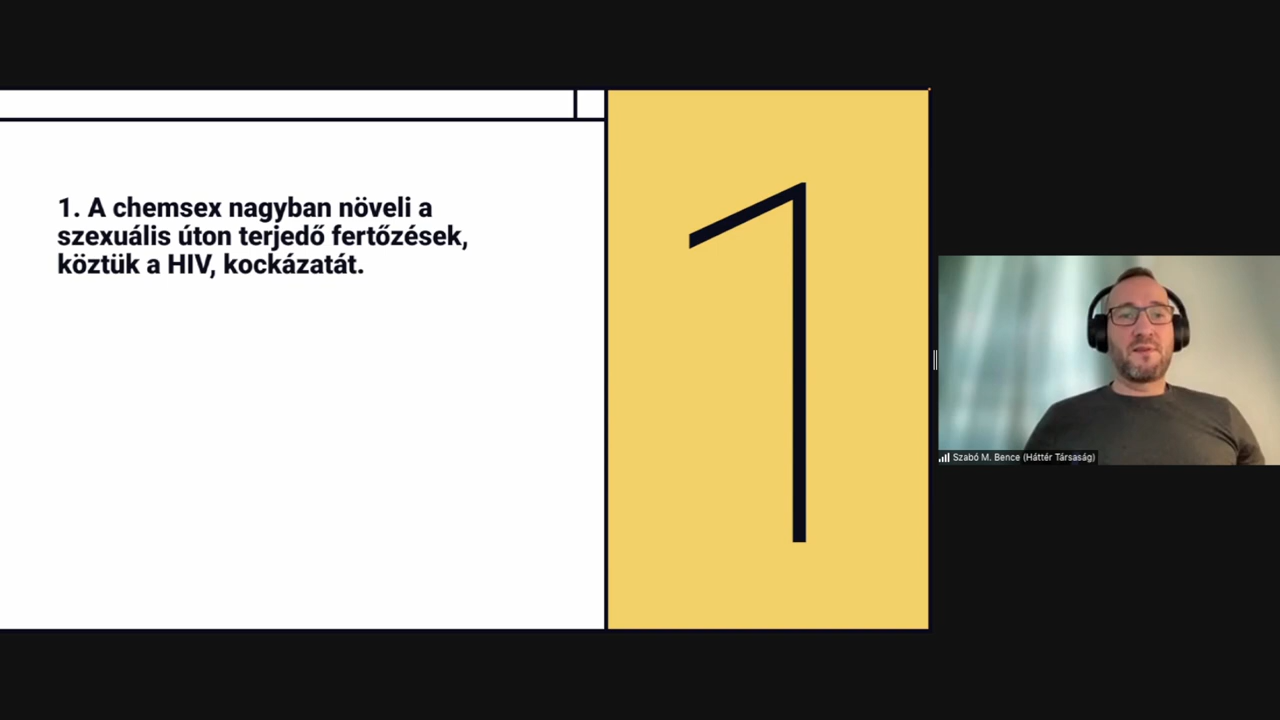 1. A chemsex nagyban növeli a
szexuális úton terjedő fertőzések,
köztük a HIV, kockázatát.
1
Szabó M. Bence (Háttér Társaság)